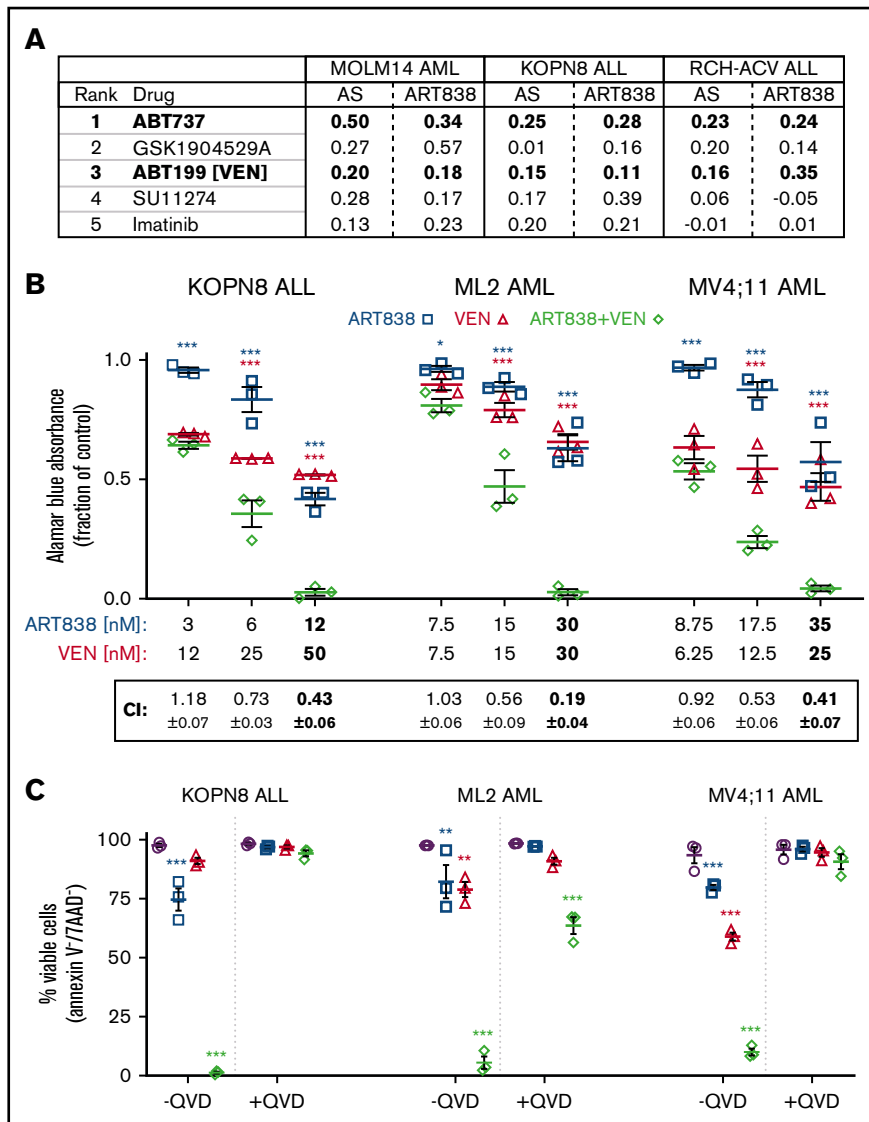 A
MOLM14 AML KOPN8 ALL RCH-ACV ALL
Rank Drug AS ART838 AS ART838 AS ART838
1 ABT737 0.50 0.34 0.25 0.28 0.23 0.24
2 GSK1904529A 0.27 0.57 0.01 0.16 0.20 0.14
3 ABT199 [VEN] 0.20 0.18 0.15 0.11 0.16 0.35
4 SU11274 0.28 0.17 0.17 0.39 0.06 -0.05
5 Imatinib 0.13 0.23 0.20 0.21 -0.01 0.01
B
KOPN8 ALL ML2 AML MV4;11 AML
ART838 VEN ART838+VEN
*** *** *** *** * *** *** *** *** *** *** *** *** ***
Alamar blue absorbance
(fraction of control)
1.0
0.5
0.0
ART838 [nM]: 3 6 12 7.5 15 30 8.75 17.5 35
VEN [nM]: 12 25 50 7.5 15 30 6.25 12.5 25
CI: 1.18 0.73 0.43 1.03 0.56 0.19 0.92 0.53 0.41
±0.07 ±0.03 ±0.06 ±0.06 ±0.09 ±0.04 ±0.06 ±0.06 ±0.07
C
KOPN8 ALL ML2 AML MV4;11 AML
% viable cells
(annexin V-/7AAD-)
100
75
50
25
0
*** *** ** ** *** *** *** *** ***
-QVD +QVD -QVD +QVD -QVD +QVD